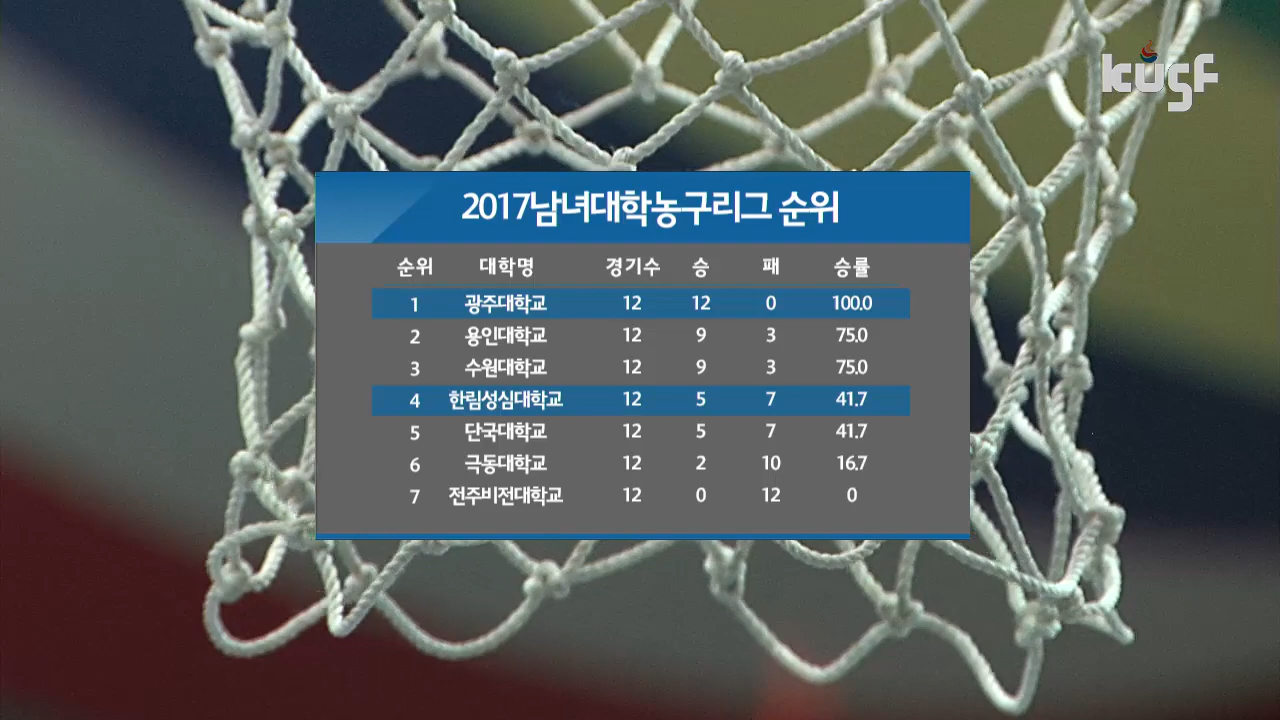 kusf
2017남녀대학농구리그 순위
순위 대학명 경기수 승 패 승률
1 광주대학교 12 12 0 100.0
2 용인대학교 12 9 3 75.0
3 수원대학교 12 9 3 75.0
4 한림성심대학교 12 5 7 41.7
5 단국대학교 12 5 7 41.7
6 극동대학교 12 2 10 16.7
7 전주비전대학교 12 0 12 0